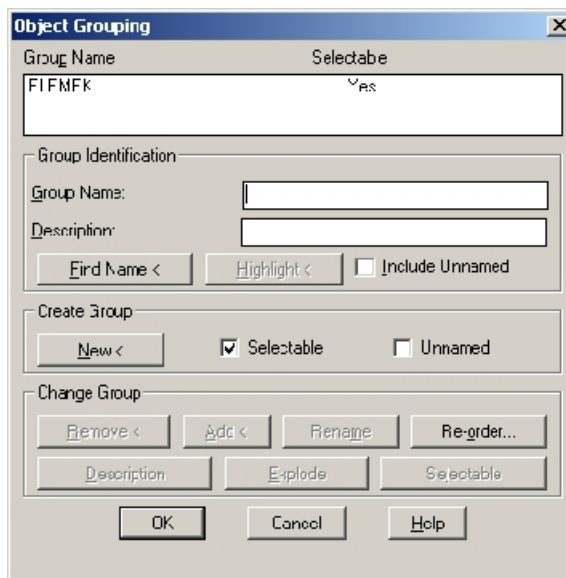 Object Grouping
Group Name Selectable
ELEMEK Yes
Group Identification
Group Name:
Description:
Find Name < Highlight < Include Unnamed
Create Group
New < Selectable Unnamed
Change Group
Remove < Add < Rename Re-order...
Description Explode Selectable
OK Cancel Help